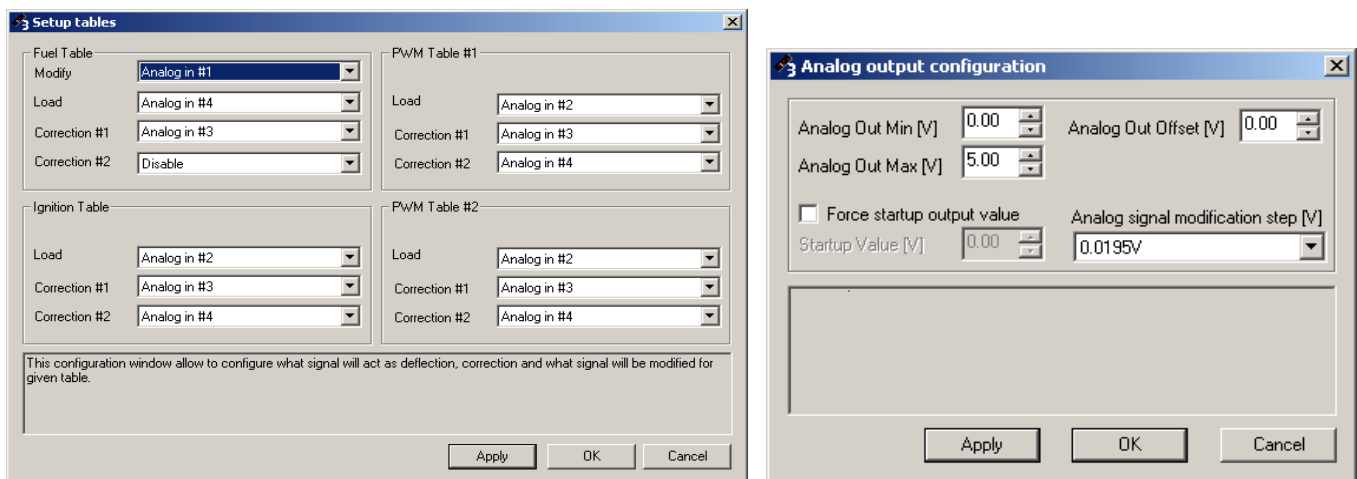 Setup tables
Fuel Table
Modify Analog in #1
Load Analog in #4
Correction #1 Analog in #3
Correction #2 Disable
PWM Table #1
Load Analog in #2
Correction #1 Analog in #3
Correction #2 Analog in #4
Ignition Table
Load Analog in #2
Correction #1 Analog in #3
Correction #2 Analog in #4
PWM Table #2
Load Analog in #2
Correction #1 Analog in #3
Correction #2 Analog in #4
This configuration window allow to configure what signal will act as deflection, correction and what signal will be modified for
given table.
Apply OK Cancel
Analog output configuration
Analog Out Min [V] 0.00 Analog Out Offset [V] 0.00
Analog Out Max [V] 5.00
Force startup output value Analog signal modification step [V]
Startup Value [V] 0.00 0.0195V
Apply OK Cancel